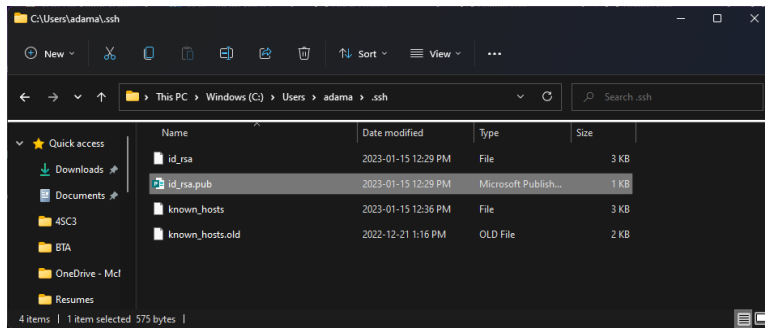 C:\Users\adama\.ssh
New Sort View
This PC > Windows (C:) > Users > adama > .ssh Search .ssh
Quick access
Downloads
Documents
4SC3
BTA
OneDrive - McM
Resumes
Name Date modified Type Size
id_rsa 2023-01-15 12:29 PM File 3 KB
id_rsa.pub 2023-01-15 12:29 PM Microsoft Publish... 1 KB
known_hosts 2023-01-15 12:36 PM File 3 KB
known_hosts.old 2022-12-21 1:16 PM OLD File 2 KB
4 items | 1 item selected 575 bytes |